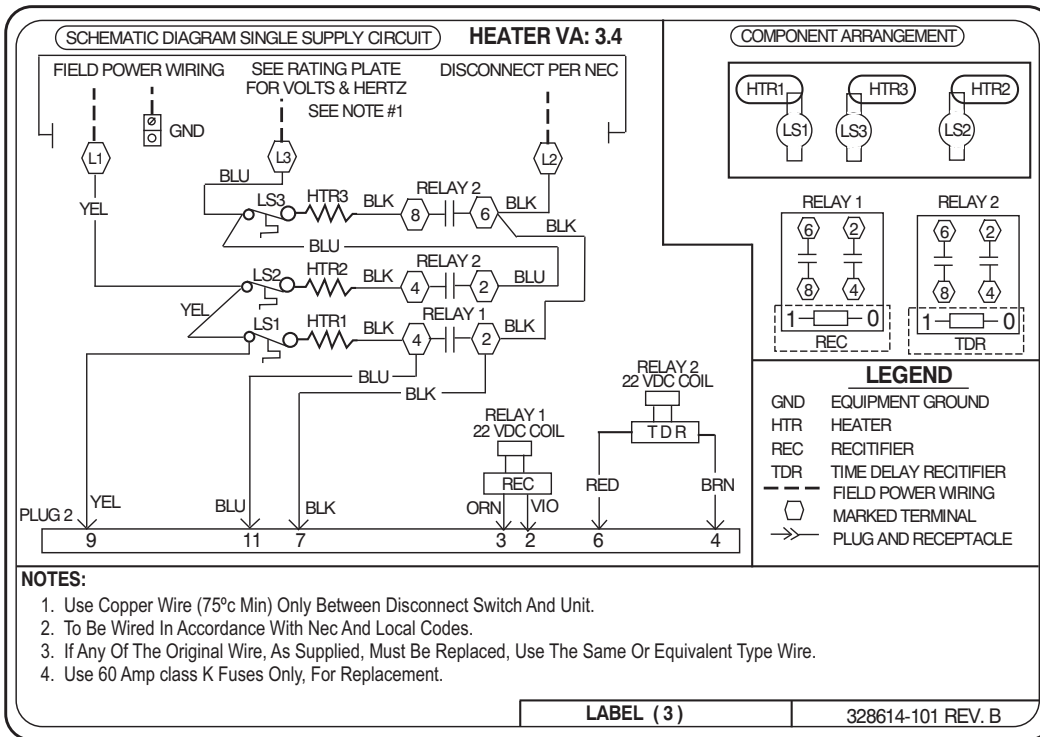 SCHEMATIC DIAGRAM SINGLE SUPPLY CIRCUIT
HEATER VA: 3.4
FIELD POWER WIRING
SEE RATING PLATE
FOR VOLTS & HERTZ
SEE NOTE #1
DISCONNECT PER NEC
GND
L1
L3
L2
BLU
YEL
LS3
HTR3
BLK
8
RELAY 2
6
BLK
BLK
BLU
LS2
HTR2
BLK
4
RELAY 2
2
BLU
YEL
LS1
HTR1
BLK
4
RELAY 1
2
BLK
BLU
BLK
RELAY 1
22 VDC COIL
REC
ORN
VIO
RELAY 2
22 VDC COIL
TDR
RED
BRN
YEL
BLU
BLK
PLUG 2
9 11 7 3 2 6 4
COMPONENT ARRANGEMENT
HTR1 HTR3 HTR2
LS1 LS3 LS2
RELAY 1
6 2
8 4
1 0
REC
RELAY 2
6 2
8 4
1 0
TDR
LEGEND
GND EQUIPMENT GROUND
HTR HEATER
REC RECITIFIER
TDR TIME DELAY RECITIFIER
FIELD POWER WIRING
MARKED TERMINAL
PLUG AND RECEPTACLE
NOTES:
1. Use Copper Wire (75ºc Min) Only Between Disconnect Switch And Unit.
2. To Be Wired In Accordance With Nec And Local Codes.
3. If Any Of The Original Wire, As Supplied, Must Be Replaced, Use The Same Or Equivalent Type Wire.
4. Use 60 Amp class K Fuses Only, For Replacement.
LABEL ( 3 )
328614-101 REV. B